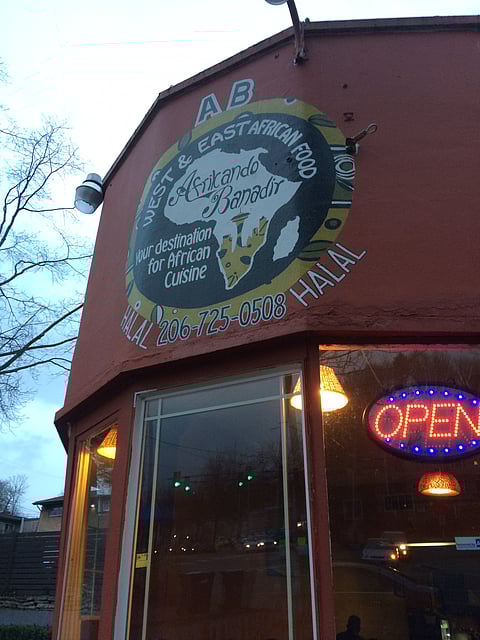 AB
WEST & EAST AFRICAN FOOD
Afrikando
Banadir
Your destination
for African
Cuisine
HALAL 206-725-0508 HALAL
OPEN